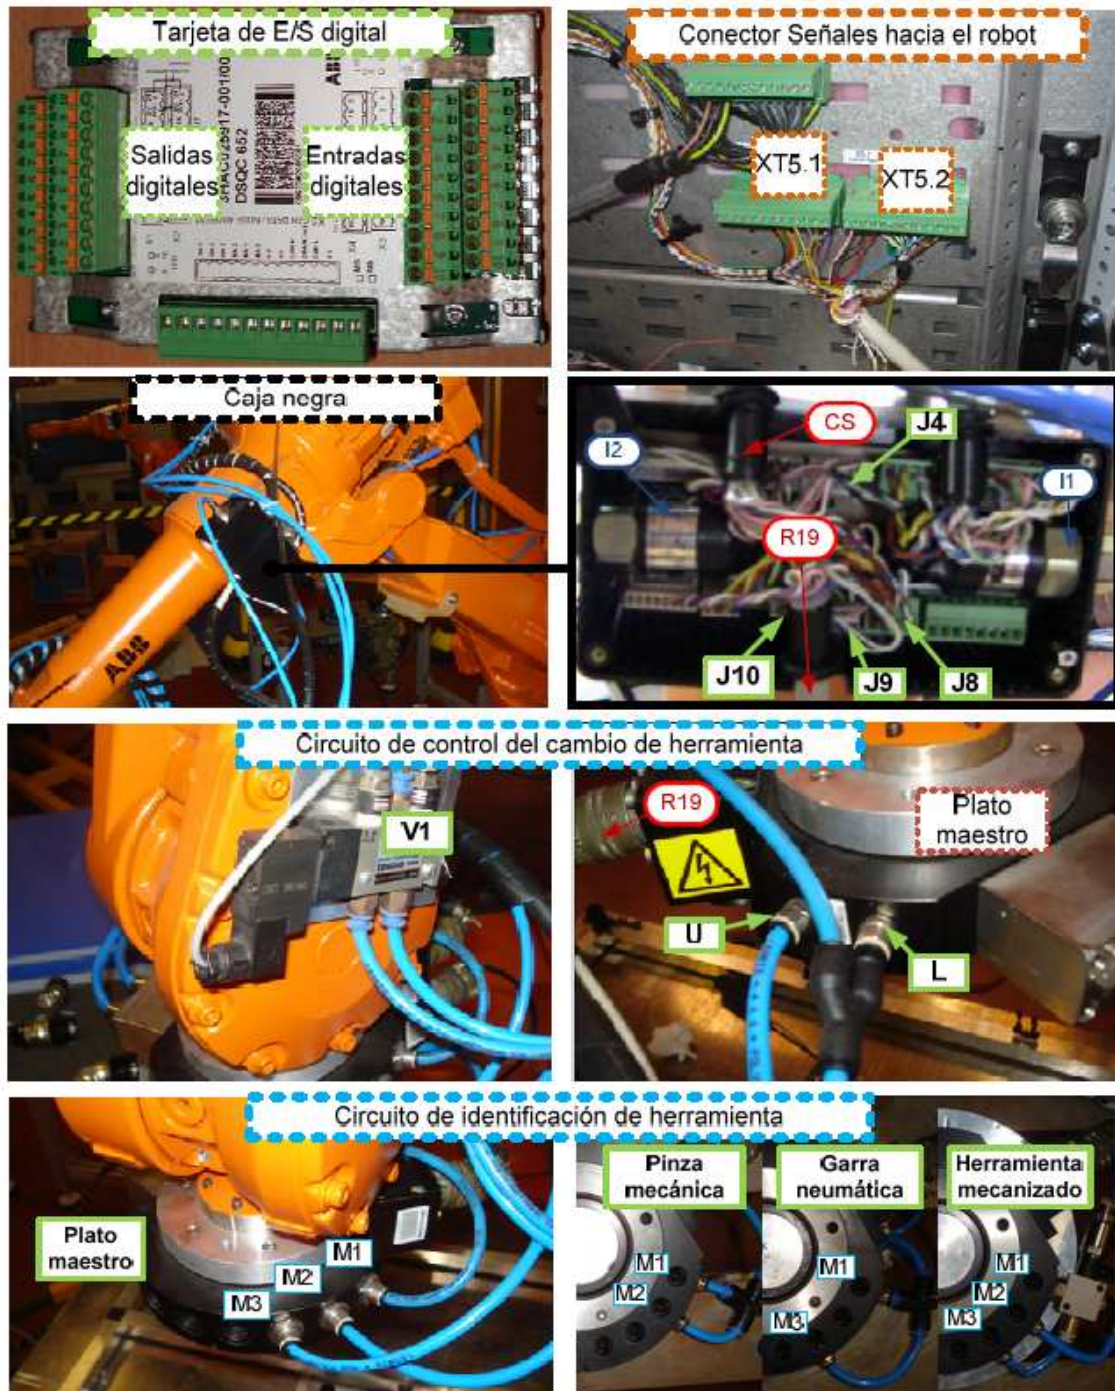 Tarjeta de E/S digital
Conector Señales hacia el robot
ABB
3HAC025917-001/00
DSQC 652
Salidas
digitales
Entradas
digitales
XT5.1
XT5.2
Caja negra
ABB
CS
J4
I2
I1
R19
J10
J9
J8
Circuito de control del cambio de herramienta
V1
R19
Plato
maestro
U
L
Circuito de identificación de herramienta
Plato
maestro
M1
M2
M3
Pinza
mecánica
Garra
neumática
Herramienta
mecanizado
M1
M2
M1
M3
M1
M2
M3